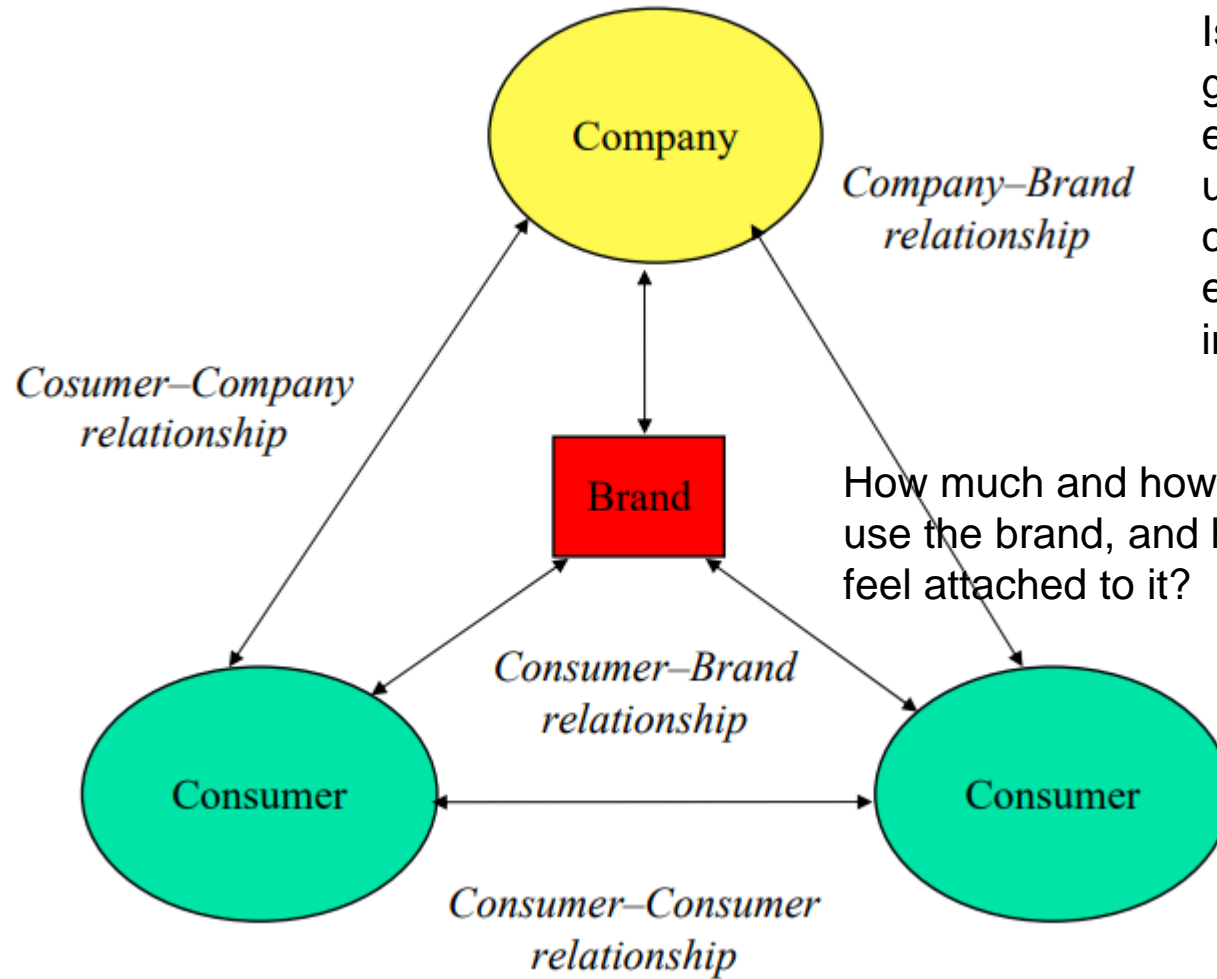 Company
Company–Brand
relationship
Cosumer–Company
relationship
Brand
How much and how
use the brand, and
feel attached to it?
Consumer–Brand
relationship
Consumer
Consumer
Consumer–Consumer
relationship